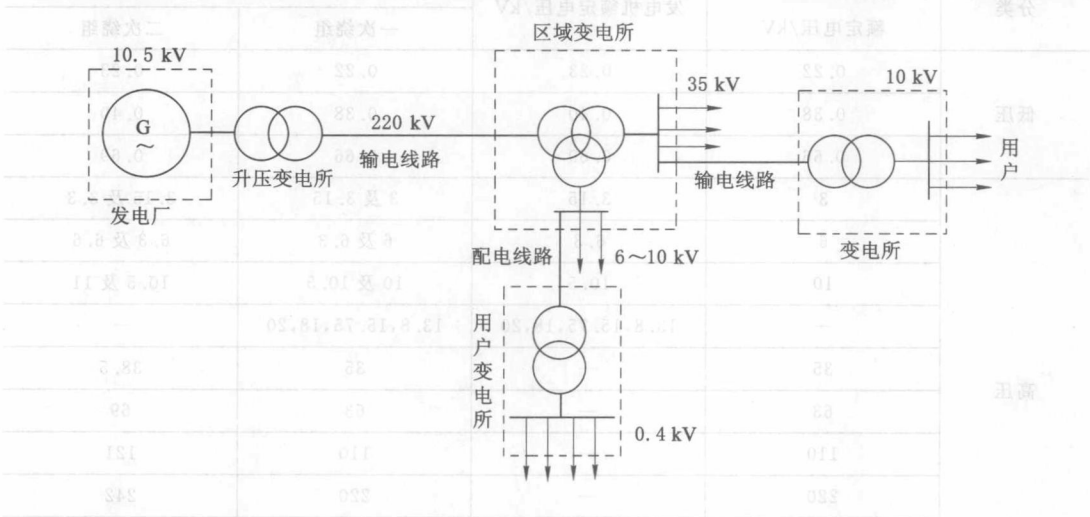 区域变电所
10.5 kV
35 kV
10 kV
G
～
220 kV
输电线路
升压变电所
发电厂
输电线路
用户
变电所
配电线路
6～10 kV
用户变电所
0.4 kV